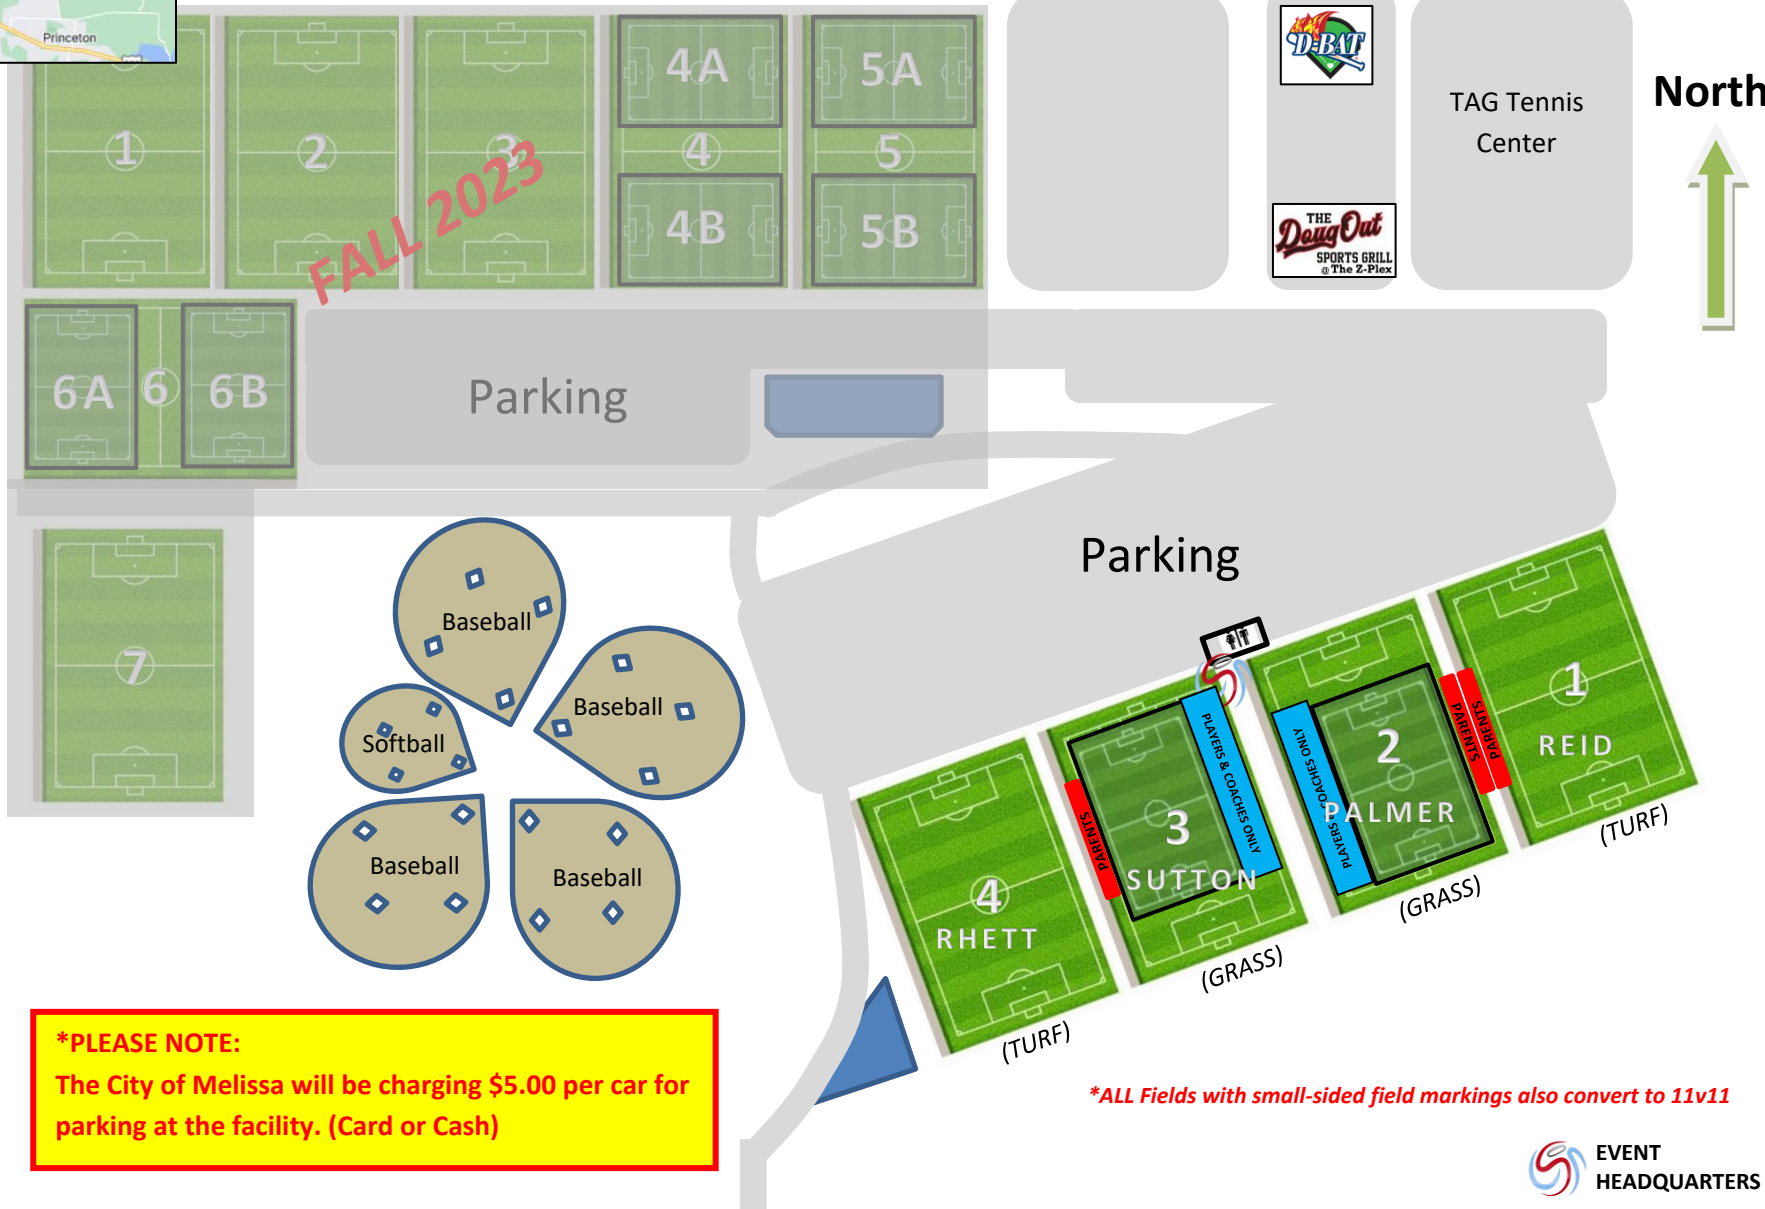 Princeton
1
2
3
4A
4
4B
5A
5
5B
FALL 2023
6A
6
6B
Parking
7
D-BAT
THE
Doug Out
SPORTS GRILL
@ The Z-Plex
TAG Tennis
Center
North
Parking
Baseball
Baseball
Softball
Baseball
Baseball
1
REID
(TURF)
PARENTS
PARENTS
2
PALMER
PLAYERS & COACHES ONLY
(GRASS)
3
SUTTON
PLAYERS & COACHES ONLY
PARENTS
(GRASS)
4
RHETT
(TURF)
*PLEASE NOTE:
The City of Melissa will be charging $5.00 per car for
parking at the facility. (Card or Cash)
*ALL Fields with small-sided field markings also convert to 11v11
EVENT
HEADQUARTERS